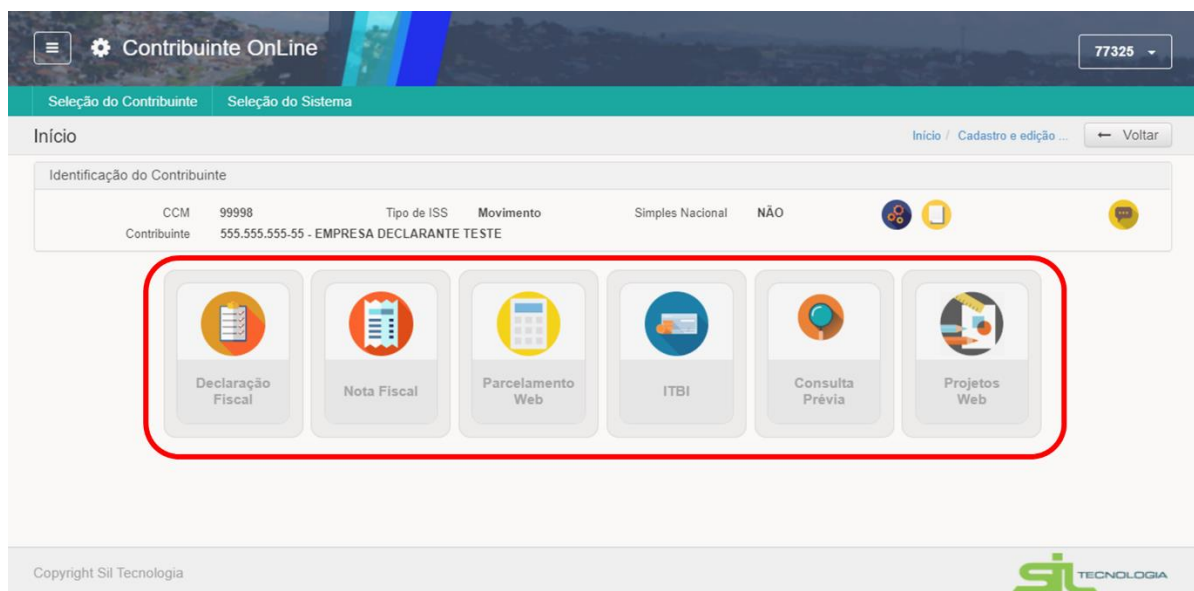 Contribuinte OnLine
77325
Seleção do Contribuinte Seleção do Sistema
Início
Início / Cadastro e edição ...
← Voltar
Identificação do Contribuinte
CCM 99998 Tipo de ISS Movimento Simples Nacional NÃO
Contribuinte 555.555.555-55 - EMPRESA DECLARANTE TESTE
Declaração
Fiscal
Nota Fiscal
Parcelamento
Web
ITBI
Consulta
Prévia
Projetos
Web
Copyright Sil Tecnologia
sil TECNOLOGIA